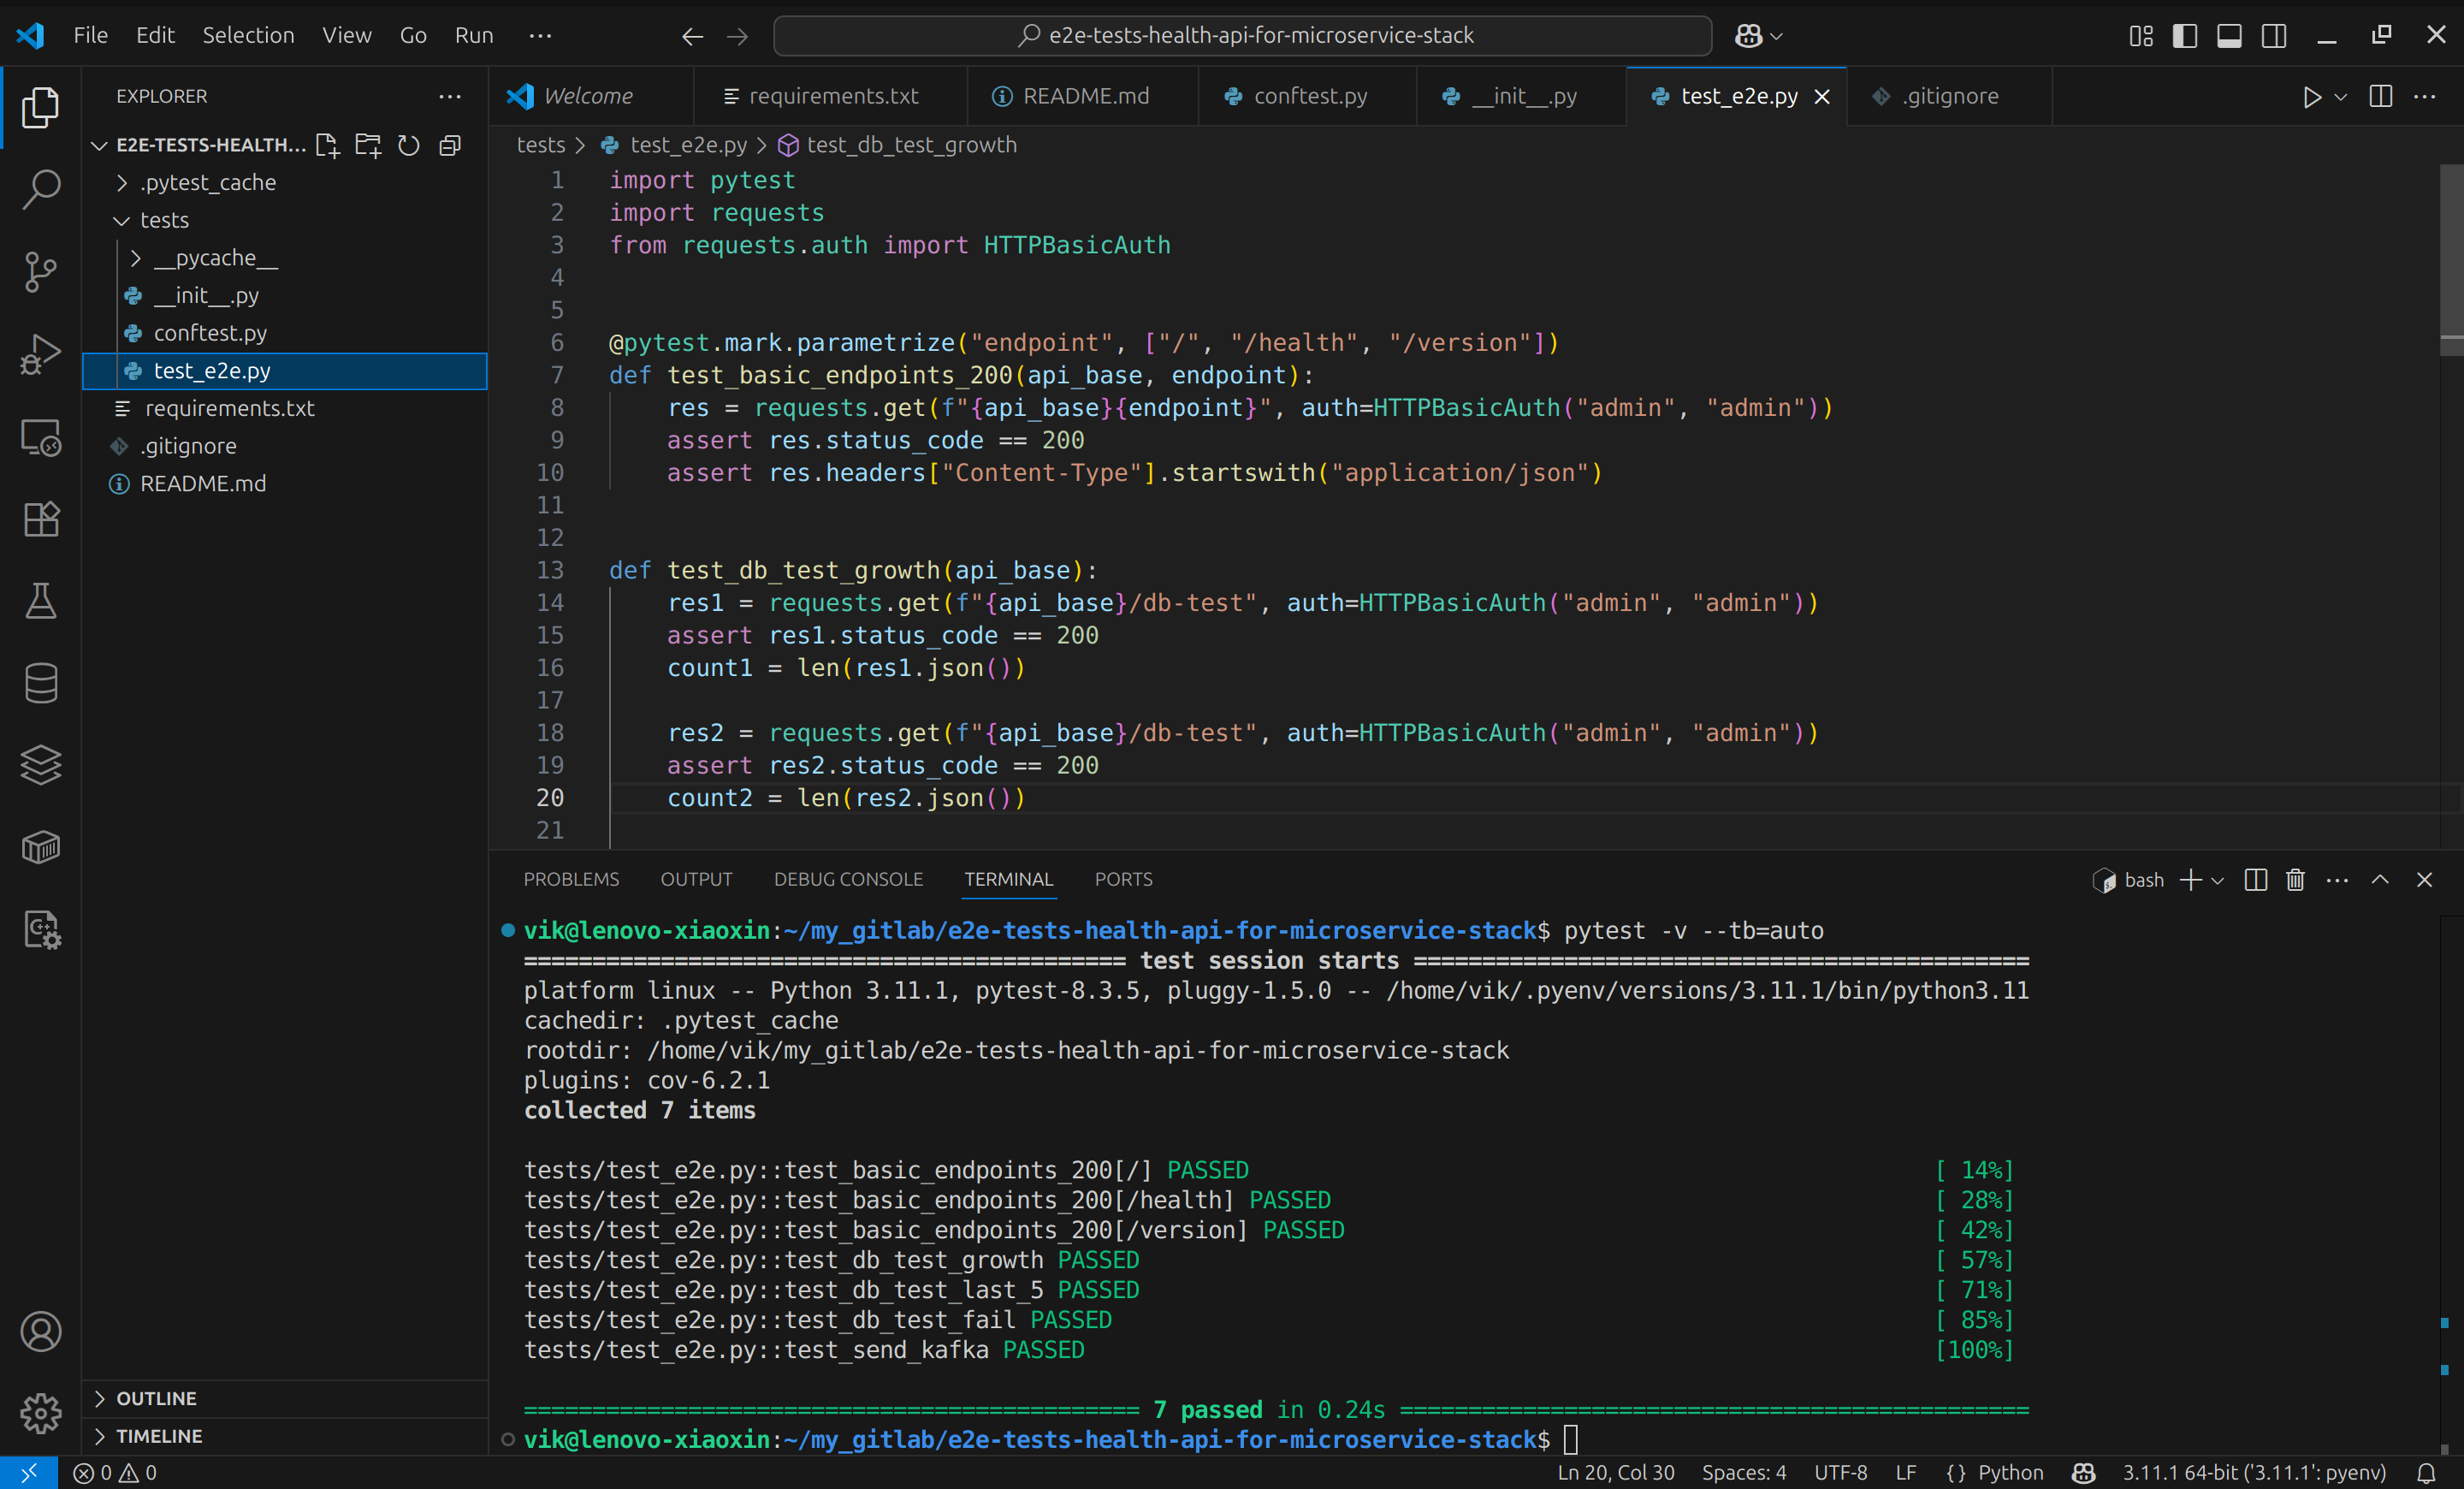 File Edit Selection View Go Run ···
e2e-tests-health-api-for-microservice-stack
EXPLORER
E2E-TESTS-HEALTH...
.pytest_cache
tests
__pycache__
__init__.py
conftest.py
test_e2e.py
requirements.txt
.gitignore
README.md
OUTLINE
TIMELINE
Welcome requirements.txt README.md conftest.py __init__.py test_e2e.py .gitignore
tests > test_e2e.py > test_db_test_growth
1 import pytest
2 import requests
3 from requests.auth import HTTPBasicAuth
4
5
6 @pytest.mark.parametrize("endpoint", ["/", "/health", "/version"])
7 def test_basic_endpoints_200(api_base, endpoint):
8     res = requests.get(f"{api_base}{endpoint}", auth=HTTPBasicAuth("admin", "admin"))
9     assert res.status_code == 200
10     assert res.headers["Content-Type"].startswith("application/json")
11
12
13 def test_db_test_growth(api_base):
14     res1 = requests.get(f"{api_base}/db-test", auth=HTTPBasicAuth("admin", "admin"))
15     assert res1.status_code == 200
16     count1 = len(res1.json())
17
18     res2 = requests.get(f"{api_base}/db-test", auth=HTTPBasicAuth("admin", "admin"))
19     assert res2.status_code == 200
20     count2 = len(res2.json())
21
PROBLEMS OUTPUT DEBUG CONSOLE TERMINAL PORTS
bash
vik@lenovo-xiaoxin:~/my_gitlab/e2e-tests-health-api-for-microservice-stack$ pytest -v --tb=auto
============================================ test session starts =============================================
platform linux -- Python 3.11.1, pytest-8.3.5, pluggy-1.5.0 -- /home/vik/.pyenv/versions/3.11.1/bin/python3.11
cachedir: .pytest_cache
rootdir: /home/vik/my_gitlab/e2e-tests-health-api-for-microservice-stack
plugins: cov-6.2.1
collected 7 items
tests/test_e2e.py::test_basic_endpoints_200[/] PASSED [ 14%]
tests/test_e2e.py::test_basic_endpoints_200[/health] PASSED [ 28%]
tests/test_e2e.py::test_basic_endpoints_200[/version] PASSED [ 42%]
tests/test_e2e.py::test_db_test_growth PASSED [ 57%]
tests/test_e2e.py::test_db_test_last_5 PASSED [ 71%]
tests/test_e2e.py::test_db_test_fail PASSED [ 85%]
tests/test_e2e.py::test_send_kafka PASSED [100%]
============================================= 7 passed in 0.24s ==============================================
vik@lenovo-xiaoxin:~/my_gitlab/e2e-tests-health-api-for-microservice-stack$
0 0 Ln 20, Col 30 Spaces: 4 UTF-8 LF {} Python 3.11.1 64-bit ('3.11.1': pyenv)